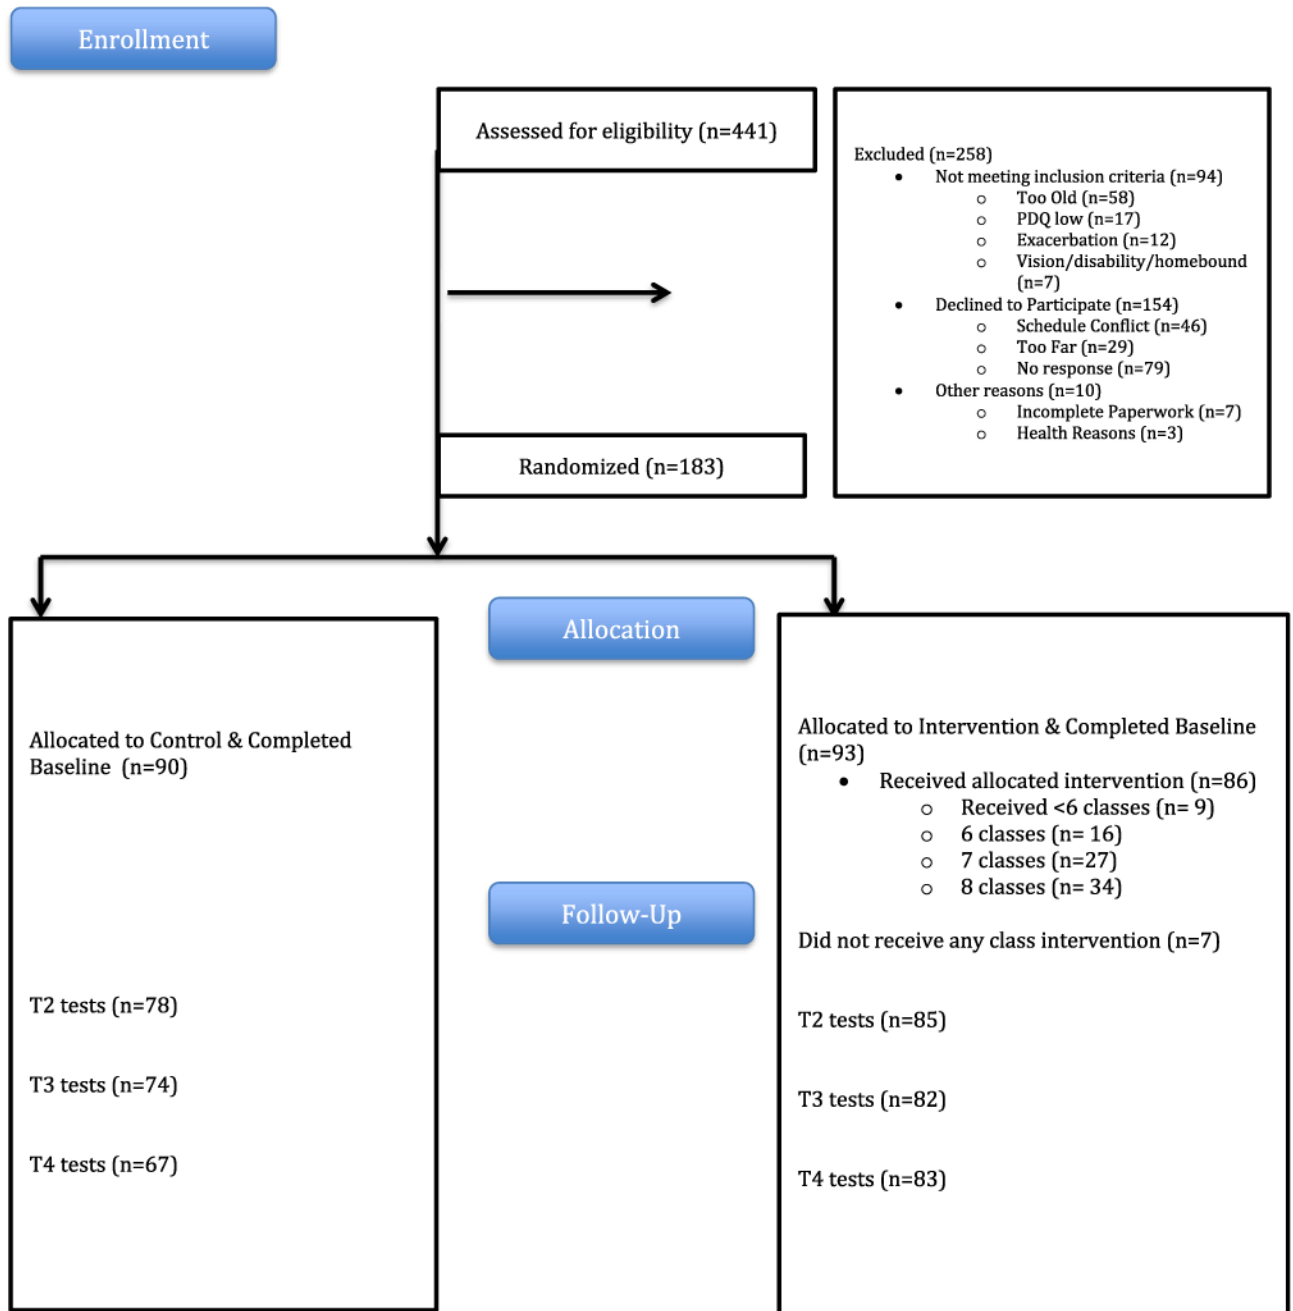 Enrollment
Assessed for eligibility (n=441)
Excluded (n=258)
• Not meeting inclusion criteria (n=94)
o Too Old (n=58)
o PDQ low (n=17)
o Exacerbation (n=12)
o Vision/disability/homebound
(n=7)
• Declined to Participate (n=154)
o Schedule Conflict (n=46)
o Too Far (n=29)
o No response (n=79)
• Other reasons (n=10)
o Incomplete Paperwork (n=7)
o Health Reasons (n=3)
Randomized (n=183)
Allocation
Allocated to Control & Completed
Baseline  (n=90)
T2 tests (n=78)
T3 tests (n=74)
T4 tests (n=67)
Follow-Up
Allocated to Intervention & Completed Baseline
(n=93)
• Received allocated intervention (n=86)
o Received <6 classes (n= 9)
o 6 classes (n= 16)
o 7 classes (n=27)
o 8 classes (n= 34)
Did not receive any class intervention (n=7)
T2 tests (n=85)
T3 tests (n=82)
T4 tests (n=83)